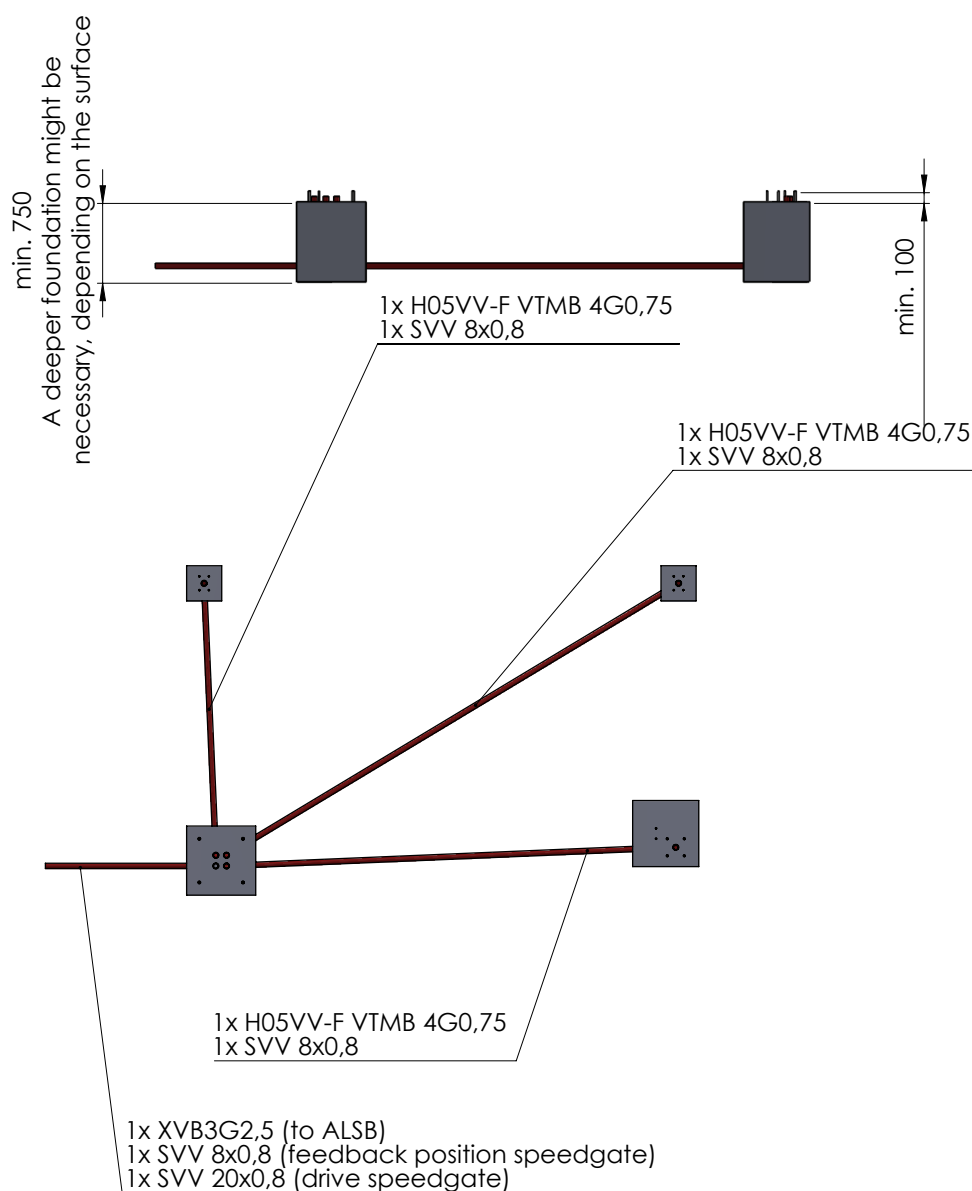 min. 750
A deeper foundation might be
necessary, depending on the surface
min. 100
1x H05VV-F VTMB 4G0,75
1x SVV 8x0,8
1x H05VV-F VTMB 4G0,75
1x SVV 8x0,8
1x H05VV-F VTMB 4G0,75
1x SVV 8x0,8
1x XVB3G2,5 (to ALSB)
1x SVV 8x0,8 (feedback position speedgate)
1x SVV 20x0,8 (drive speedgate)